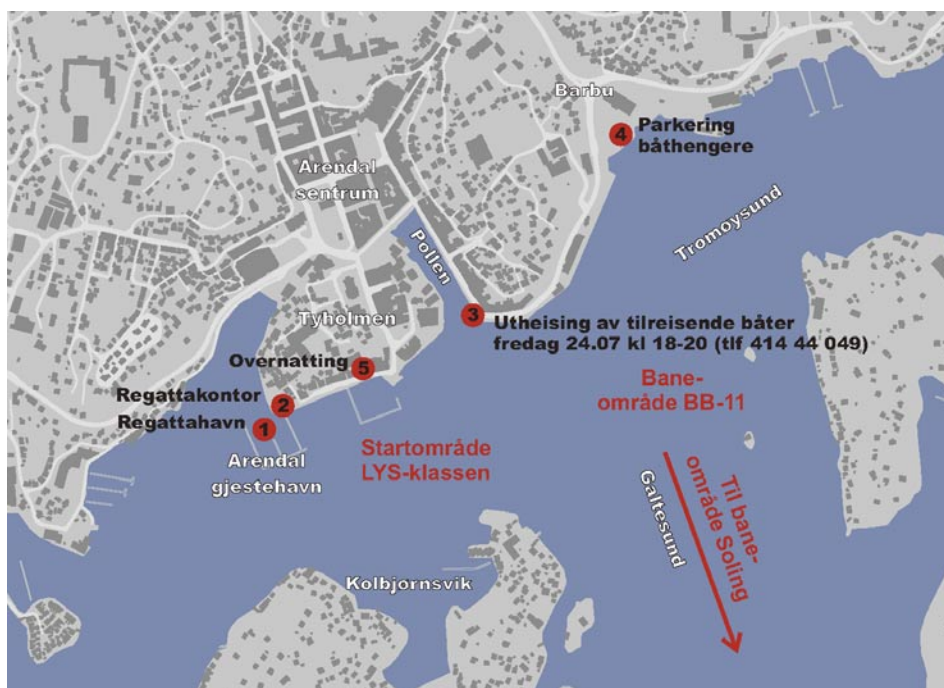 Barbu
4
Parkering
båthengere
Arendal
sentrum
Tromøysund
Pollen
3
Tyholmen
Utheising av tilreisende båter
fredag 24.07 kl 18-20 (tlf 414 44 049)
Overnatting
5
Bane-
område BB-11
Regattakontor
2
Regattahavn
1
Startområde
LYS-klassen
Arendal
gjestehavn
Galtesund
Til bane-
område Soling
Kolbjørnsvik